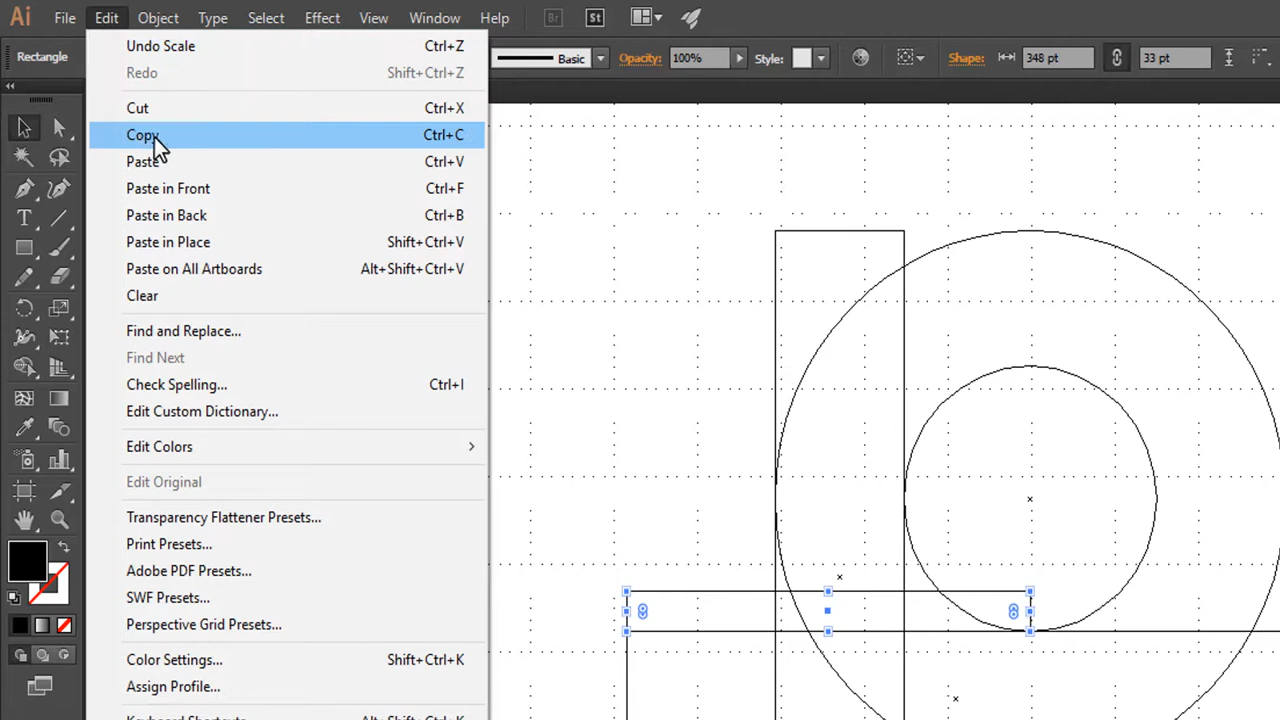 Ai File Edit Object Type Select Effect View Window Help Br St
Rectangle Basic Opacity: 100% Style: Shape: 348 pt 33 pt
Undo Scale Ctrl+Z
Redo Shift+Ctrl+Z
Cut Ctrl+X
Copy Ctrl+C
Paste Ctrl+V
Paste in Front Ctrl+F
Paste in Back Ctrl+B
Paste in Place Shift+Ctrl+V
Paste on All Artboards Alt+Shift+Ctrl+V
Clear
Find and Replace...
Find Next
Check Spelling... Ctrl+I
Edit Custom Dictionary...
Edit Colors
Edit Original
Transparency Flattener Presets...
Print Presets...
Adobe PDF Presets...
SWF Presets...
Perspective Grid Presets...
Color Settings... Shift+Ctrl+K
Assign Profile...
Keyboard Shortcuts... Alt+Shift+Ctrl+K